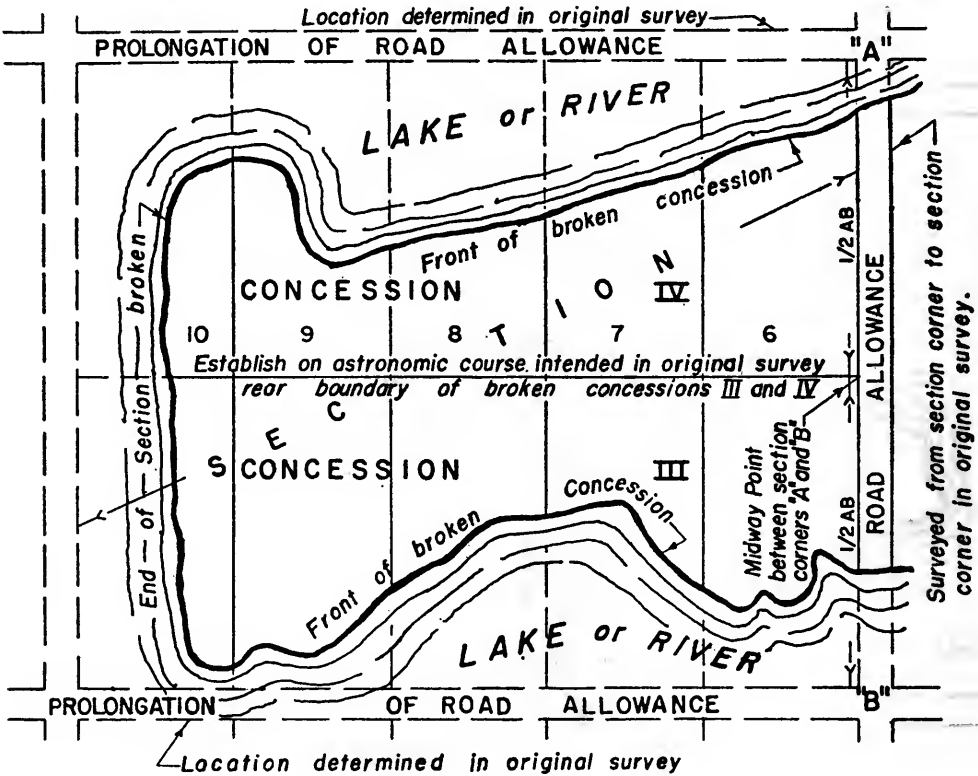 Location determined in original survey
PROLONGATION OF ROAD ALLOWANCE
"A"
LAKE or RIVER
Front of broken concession
1/2 AB
CONCESSION IV
10 9 8 7 6
SECTION
Establish on astronomic course intended in original survey
rear boundary of broken concessions III and IV
CONCESSION III
End — of — Section — broken
Front of broken Concession
Midway Point
between section
corners "A" and "B"
1/2 AB
ROAD ALLOWANCE
Surveyed from section corner to section
corner in original survey.
LAKE or RIVER
PROLONGATION OF ROAD ALLOWANCE
"B"
Location determined in original survey